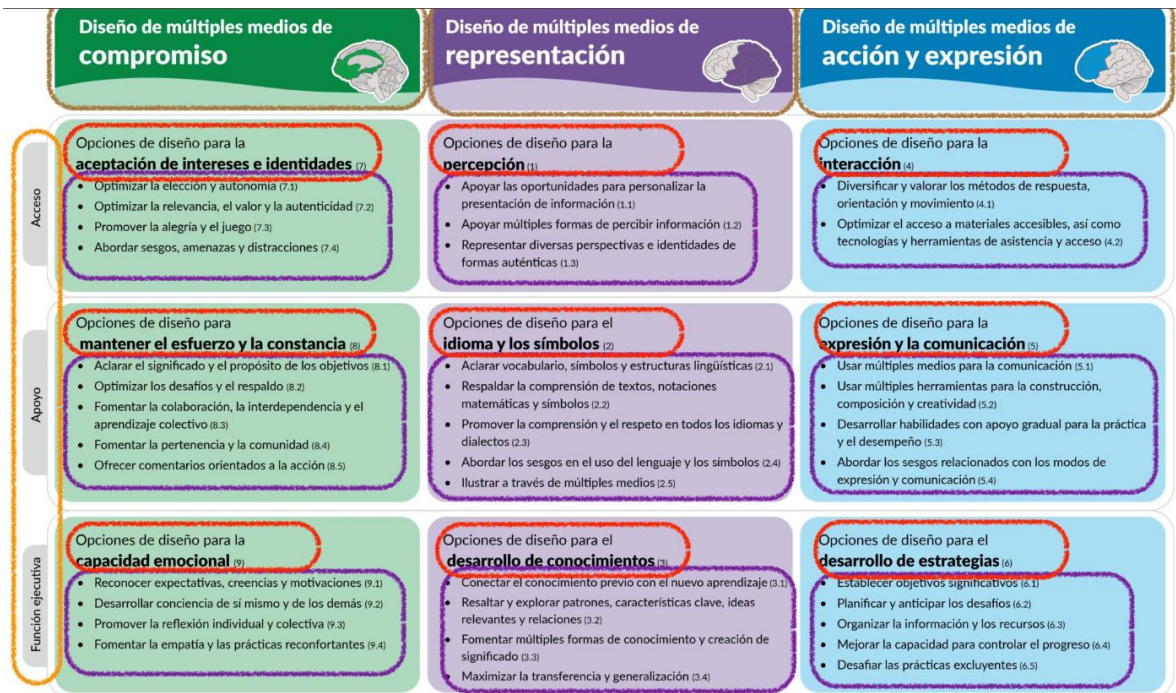 Diseño de múltiples medios de
compromiso
Diseño de múltiples medios de
representación
Diseño de múltiples medios de
acción y expresión
Acceso
Opciones de diseño para la
aceptación de intereses e identidades (7)
• Optimizar la elección y autonomía (7.1)
• Optimizar la relevancia, el valor y la autenticidad (7.2)
• Promover la alegría y el juego (7.3)
• Abordar sesgos, amenazas y distracciones (7.4)
Opciones de diseño para la
percepción (1)
• Apoyar las oportunidades para personalizar la
presentación de información (1.1)
• Apoyar múltiples formas de percibir información (1.2)
• Representar diversas perspectivas e identidades de
formas auténticas (1.3)
Opciones de diseño para la
interacción (4)
• Diversificar y valorar los métodos de respuesta,
orientación y movimiento (4.1)
• Optimizar el acceso a materiales accesibles, así como
tecnologías y herramientas de asistencia y acceso (4.2)
Apoyo
Opciones de diseño para
mantener el esfuerzo y la constancia (8)
• Aclarar el significado y el propósito de los objetivos (8.1)
• Optimizar los desafíos y el respaldo (8.2)
• Fomentar la colaboración, la interdependencia y el
aprendizaje colectivo (8.3)
• Fomentar la pertenencia y la comunidad (8.4)
• Ofrecer comentarios orientados a la acción (8.5)
Opciones de diseño para el
idioma y los símbolos (2)
• Aclarar vocabulario, símbolos y estructuras lingüísticas (2.1)
• Respaldar la comprensión de textos, notaciones
matemáticas y símbolos (2.2)
• Promover la comprensión y el respeto en todos los idiomas y
dialectos (2.3)
• Abordar los sesgos en el uso del lenguaje y los símbolos (2.4)
• Ilustrar a través de múltiples medios (2.5)
Opciones de diseño para la
expresión y la comunicación (5)
• Usar múltiples medios para la comunicación (5.1)
• Usar múltiples herramientas para la construcción,
composición y creatividad (5.2)
• Desarrollar habilidades con apoyo gradual para la práctica
y el desempeño (5.3)
• Abordar los sesgos relacionados con los modos de
expresión y comunicación (5.4)
Función ejecutiva
Opciones de diseño para la
capacidad emocional (9)
• Reconocer expectativas, creencias y motivaciones (9.1)
• Desarrollar conciencia de sí mismo y de los demás (9.2)
• Promover la reflexión individual y colectiva (9.3)
• Fomentar la empatía y las prácticas reconfortantes (9.4)
Opciones de diseño para el
desarrollo de conocimientos (3)
• Conectar el conocimiento previo con el nuevo aprendizaje (3.1)
• Resaltar y explorar patrones, características clave, ideas
relevantes y relaciones (3.2)
• Fomentar múltiples formas de conocimiento y creación de
significado (3.3)
• Maximizar la transferencia y generalización (3.4)
Opciones de diseño para el
desarrollo de estrategias (6)
• Establecer objetivos significativos (6.1)
• Planificar y anticipar los desafíos (6.2)
• Organizar la información y los recursos (6.3)
• Mejorar la capacidad para controlar el progreso (6.4)
• Desafiar las prácticas excluyentes (6.5)